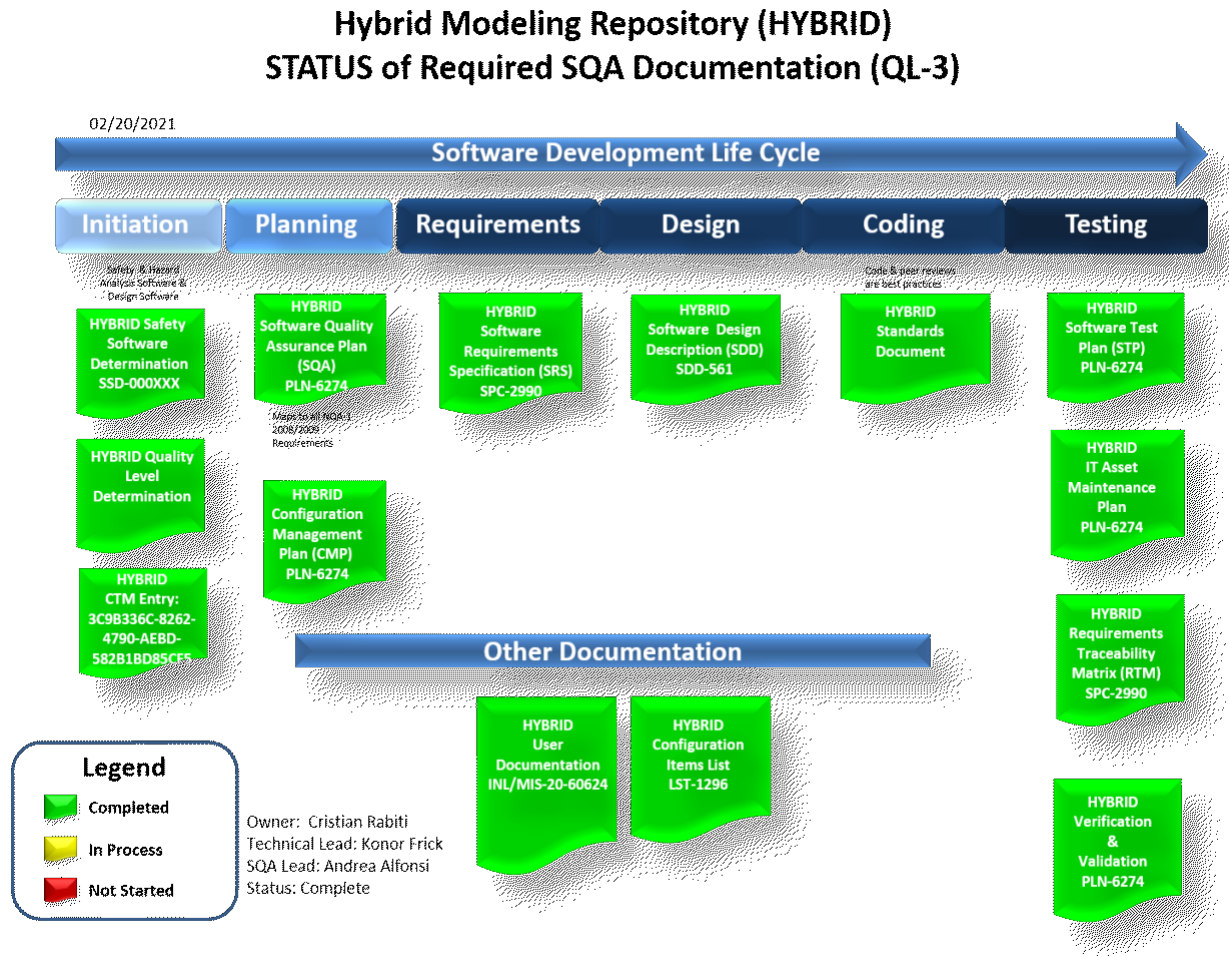 Hybrid Modeling Repository (HYBRID)
STATUS of Required SQA Documentation (QL-3)
02/20/2021
Software Development Life Cycle
Initiation
Planning
Requirements
Design
Coding
Testing
Safety & Hazard
Analysis Software &
Design Software
HYBRID Safety
Software
Determination
SSD-000XXX
HYBRID Quality
Level
Determination
HYBRID
CTM Entry:
3C9B336C-8262-
4790-AEBD-
582B1BD85CF5
HYBRID
Software Quality
Assurance Plan
(SQA)
PLN-6274
Maps to all NQA-1
2008/2009
Requirements
HYBRID
Configuration
Management
Plan (CMP)
PLN-6274
HYBRID
Software
Requirements
Specification (SRS)
SPC-2990
HYBRID
Software Design
Description (SDD)
SDD-561
Code & peer reviews
are best practices
HYBRID
Standards
Document
HYBRID
Software Test
Plan (STP)
PLN-6274
HYBRID
IT Asset
Maintenance
Plan
PLN-6274
HYBRID
Requirements
Traceability
Matrix (RTM)
SPC-2990
HYBRID
Verification
&
Validation
PLN-6274
Other Documentation
HYBRID
User
Documentation
INL/MIS-20-60624
HYBRID
Configuration
Items List
LST-1296
Legend
Completed
In Process
Not Started
Owner: Cristian Rabiti
Technical Lead: Konor Frick
SQA Lead: Andrea Alfonsi
Status: Complete